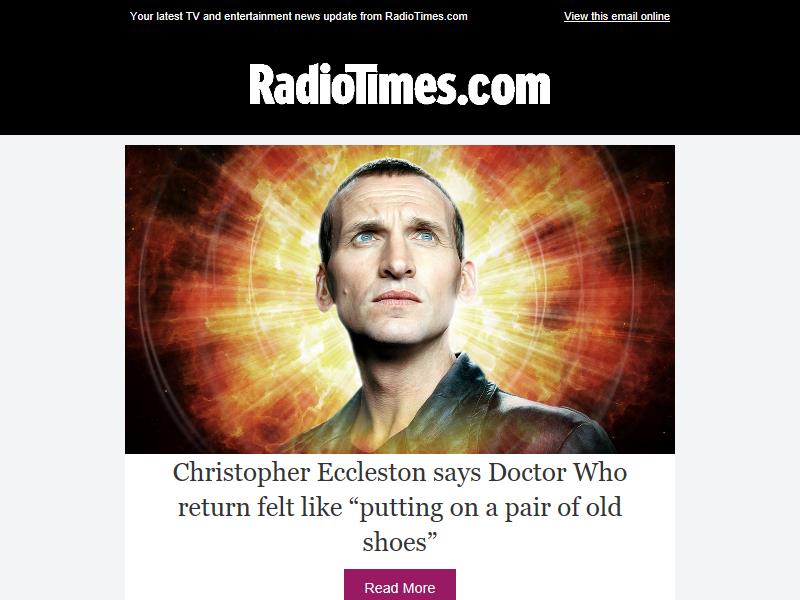 Your latest TV and entertainment news update from RadioTimes.com
View this email online
RadioTimes.com
Christopher Eccleston says Doctor Who
return felt like “putting on a pair of old
shoes”
Read More